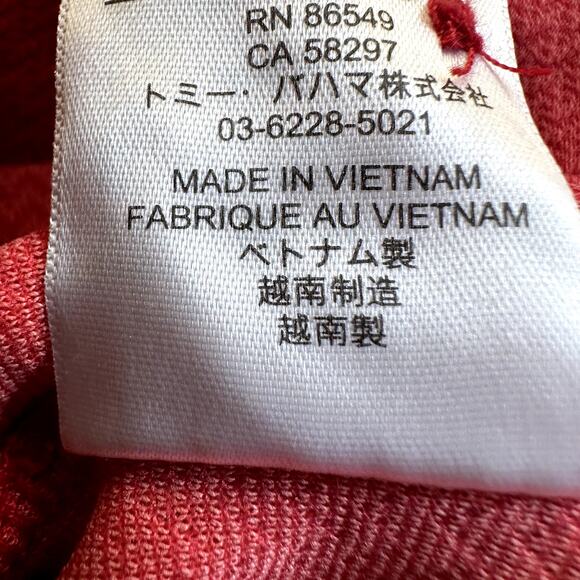 RN 86549
CA 58297
トミー・バハマ株式会社
03-6228-5021
MADE IN VIETNAM
FABRIQUE AU VIETNAM
ベトナム製
越南制造
越南製